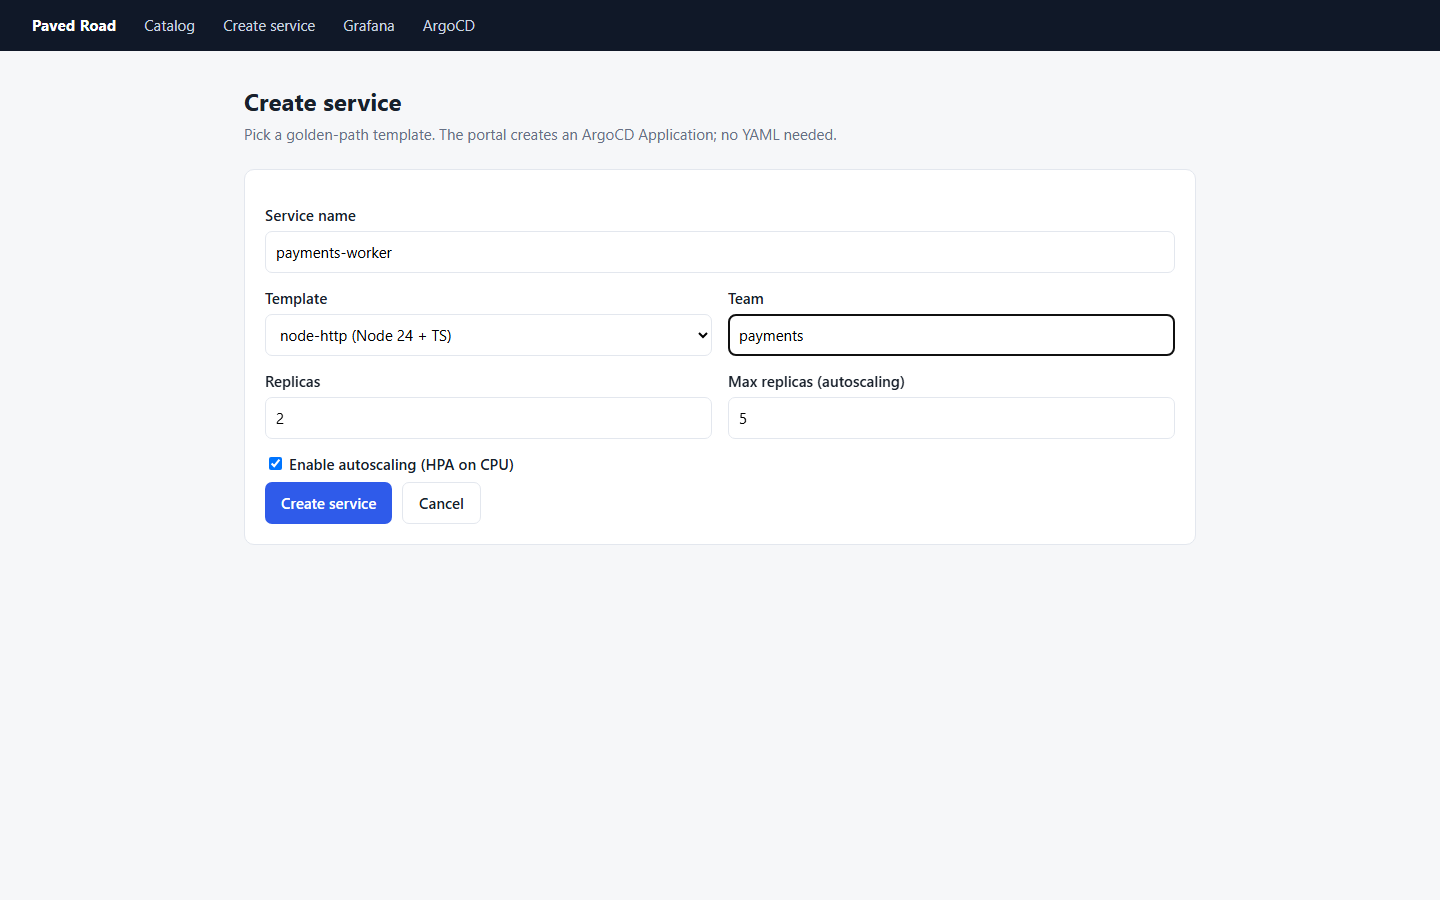 Paved Road Catalog Create service Grafana ArgoCD
Create service
Pick a golden-path template. The portal creates an ArgoCD Application; no YAML needed.
Service name
payments-worker
Template Team
node-http (Node 24 + TS) payments
Replicas Max replicas (autoscaling)
2 5
Enable autoscaling (HPA on CPU)
Create service Cancel